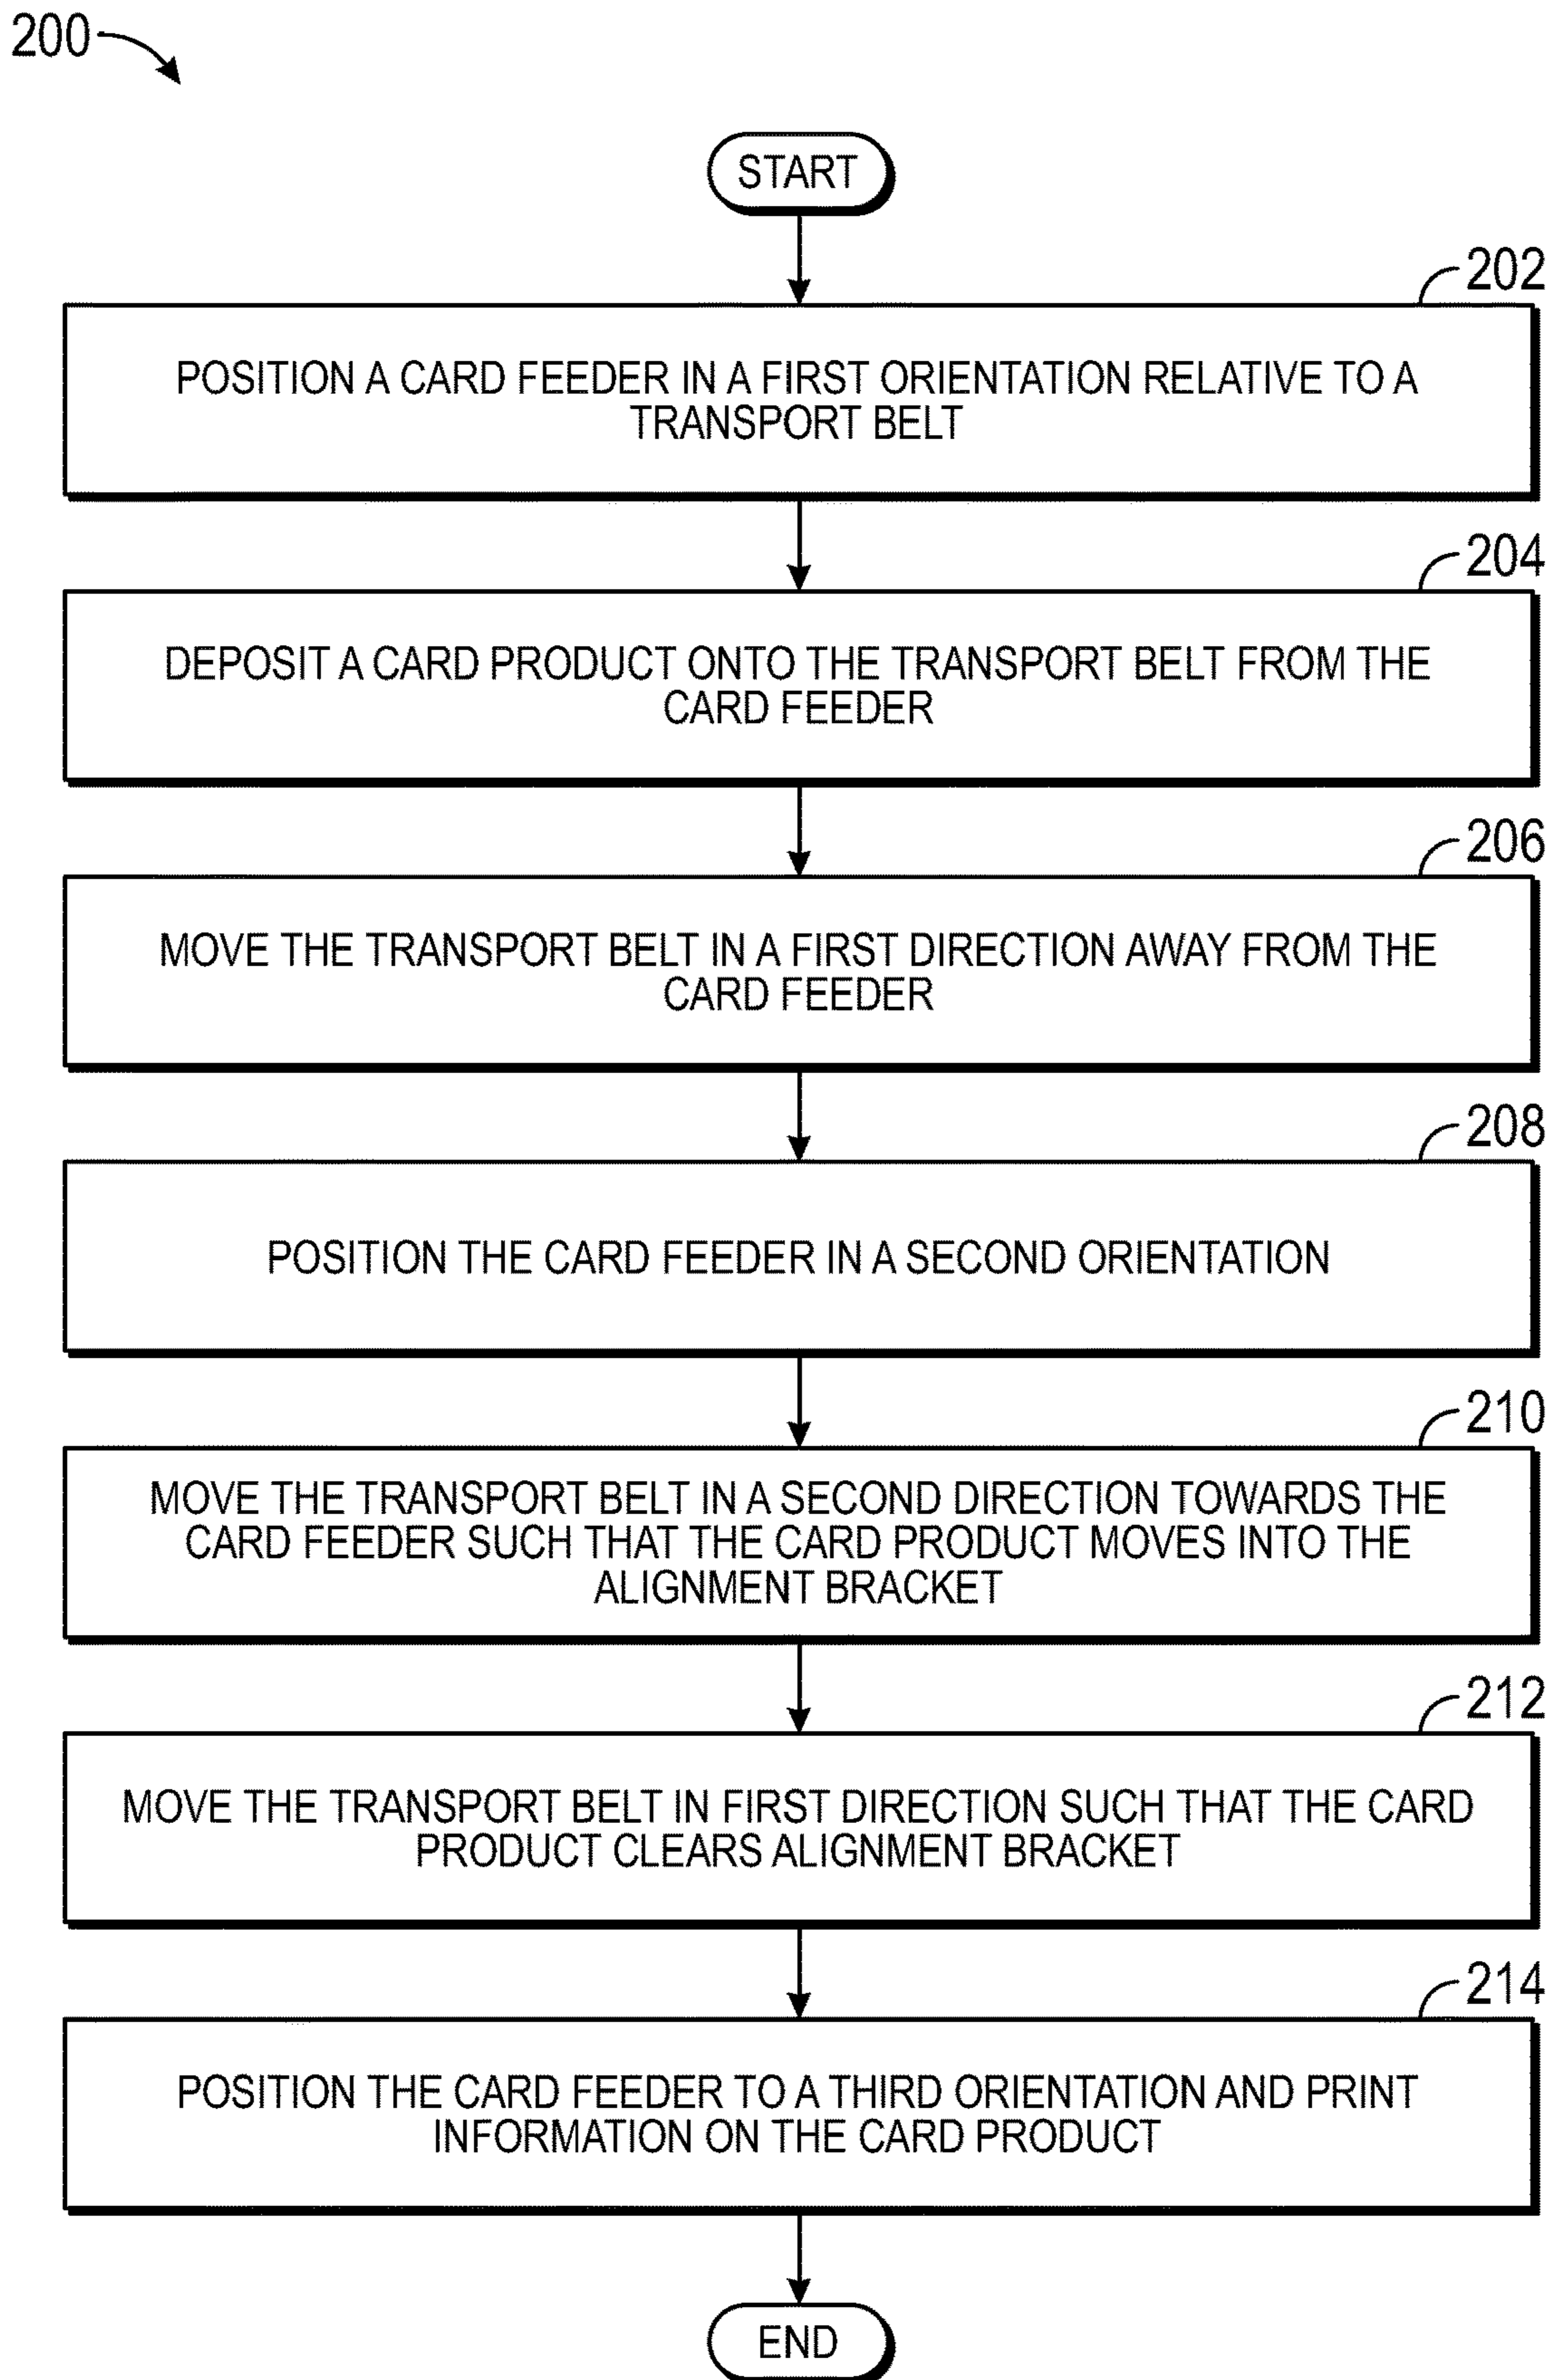 200
START
202
POSITION A CARD FEEDER IN A FIRST ORIENTATION RELATIVE TO A
TRANSPORT BELT
204
DEPOSIT A CARD PRODUCT ONTO THE TRANSPORT BELT FROM THE
CARD FEEDER
206
MOVE THE TRANSPORT BELT IN A FIRST DIRECTION AWAY FROM THE
CARD FEEDER
208
POSITION THE CARD FEEDER IN A SECOND ORIENTATION
210
MOVE THE TRANSPORT BELT IN A SECOND DIRECTION TOWARDS THE
CARD FEEDER SUCH THAT THE CARD PRODUCT MOVES INTO THE
ALIGNMENT BRACKET
212
MOVE THE TRANSPORT BELT IN FIRST DIRECTION SUCH THAT THE CARD
PRODUCT CLEARS ALIGNMENT BRACKET
214
POSITION THE CARD FEEDER TO A THIRD ORIENTATION AND PRINT
INFORMATION ON THE CARD PRODUCT
END